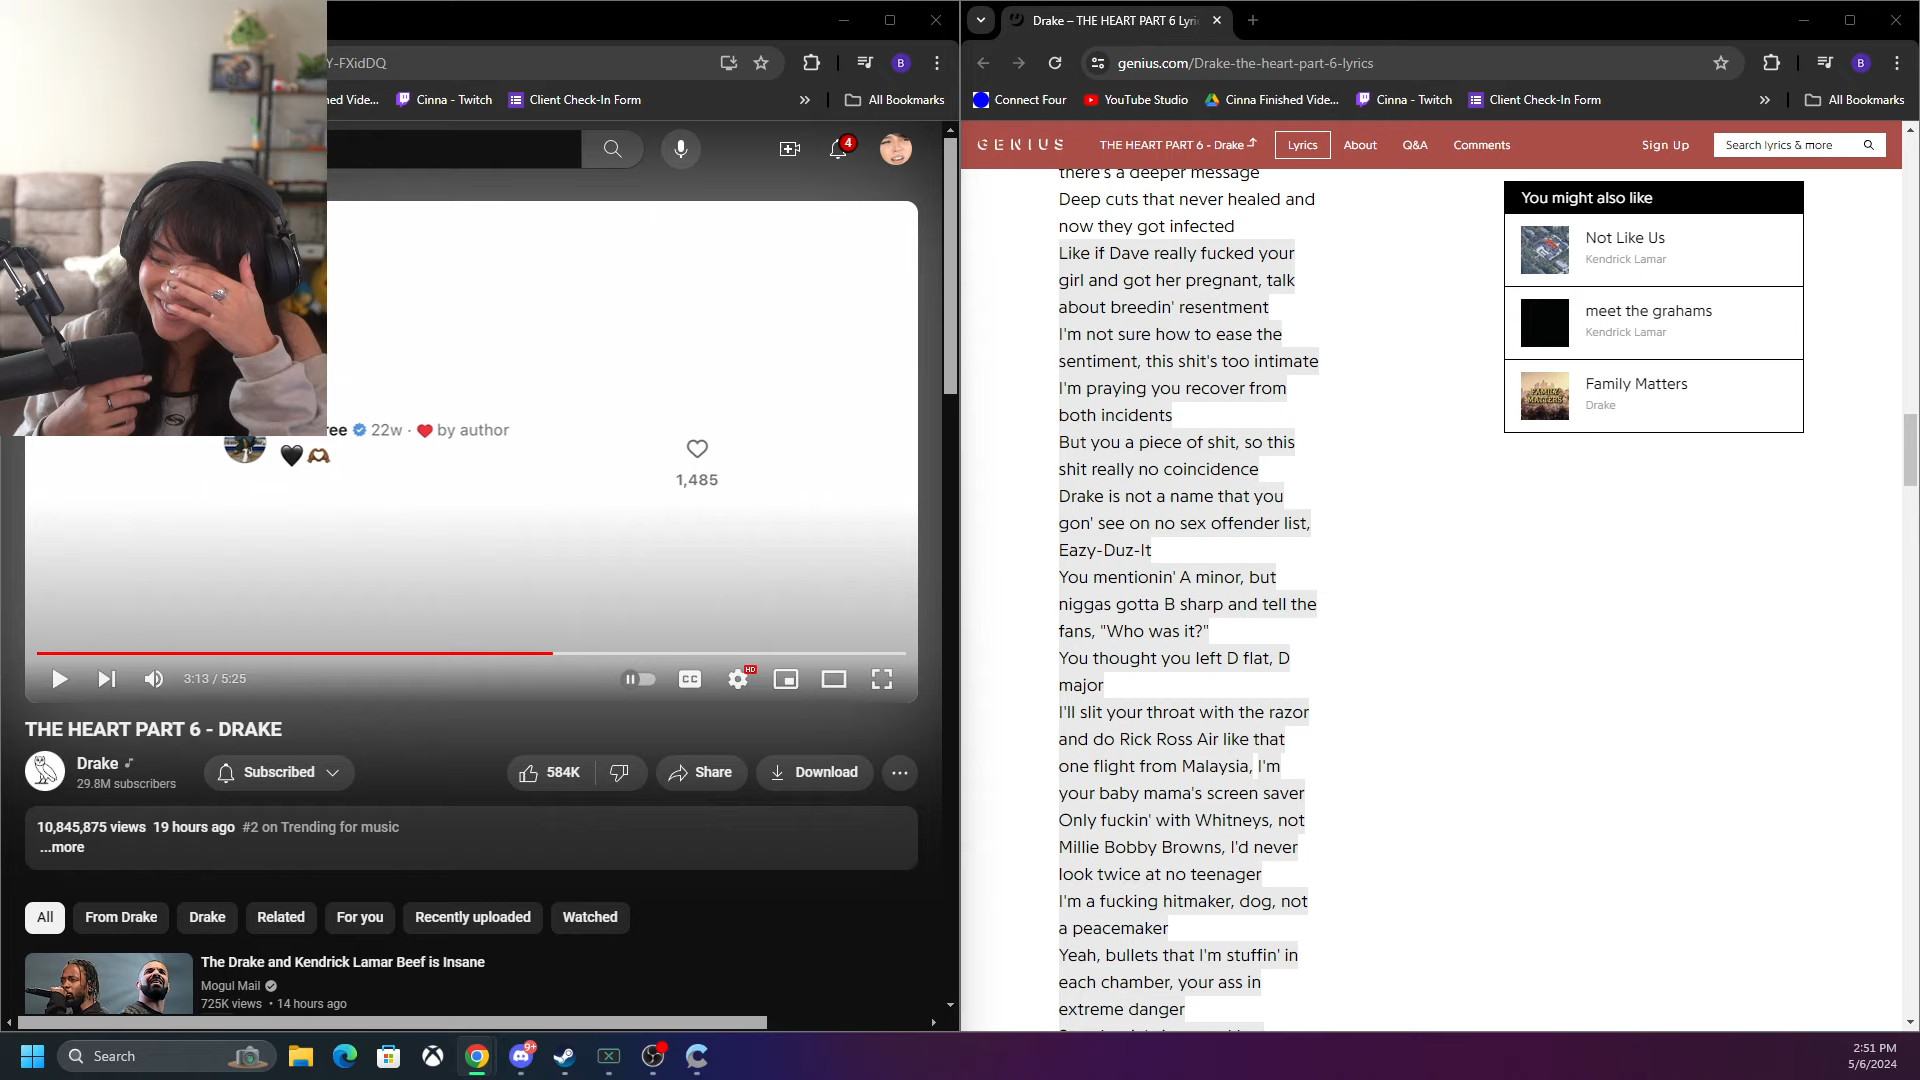 Y-FXidDQ
ned Vide...
Cinna - Twitch
Client Check-In Form
»
All Bookmarks
B
4
ree 22w · ❤️ by author
🖤 🫶🏾
1,485
3:13 / 5:25
CC
HD
THE HEART PART 6 - DRAKE
Drake
29.8M subscribers
Subscribed
584K
Share
Download
10,845,875 views 19 hours ago #2 on Trending for music
...more
All
From Drake
Drake
Related
For you
Recently uploaded
Watched
The Drake and Kendrick Lamar Beef is Insane
Mogul Mail
725K views • 14 hours ago
Drake – THE HEART PART 6 Lyri
genius.com/Drake-the-heart-part-6-lyrics
B
Connect Four
YouTube Studio
Cinna Finished Vide...
Cinna - Twitch
Client Check-In Form
»
All Bookmarks
GENIUS
THE HEART PART 6 - Drake
Lyrics
About
Q&A
Comments
Sign Up
Search lyrics & more
there's a deeper message
Deep cuts that never healed and
now they got infected
Like if Dave really fucked your
girl and got her pregnant, talk
about breedin' resentment
I'm not sure how to ease the
sentiment, this shit's too intimate
I'm praying you recover from
both incidents
But you a piece of shit, so this
shit really no coincidence
Drake is not a name that you
gon' see on no sex offender list,
Eazy-Duz-It
You mentionin' A minor, but
niggas gotta B sharp and tell the
fans, "Who was it?"
You thought you left D flat, D
major
I'll slit your throat with the razor
and do Rick Ross Air like that
one flight from Malaysia, I'm
your baby mama's screen saver
Only fuckin' with Whitneys, not
Millie Bobby Browns, I'd never
look twice at no teenager
I'm a fucking hitmaker, dog, not
a peacemaker
Yeah, bullets that I'm stuffin' in
each chamber, your ass in
extreme danger
You might also like
Not Like Us
Kendrick Lamar
meet the grahams
Kendrick Lamar
Family Matters
Drake
Search
9+
2:51 PM
5/6/2024